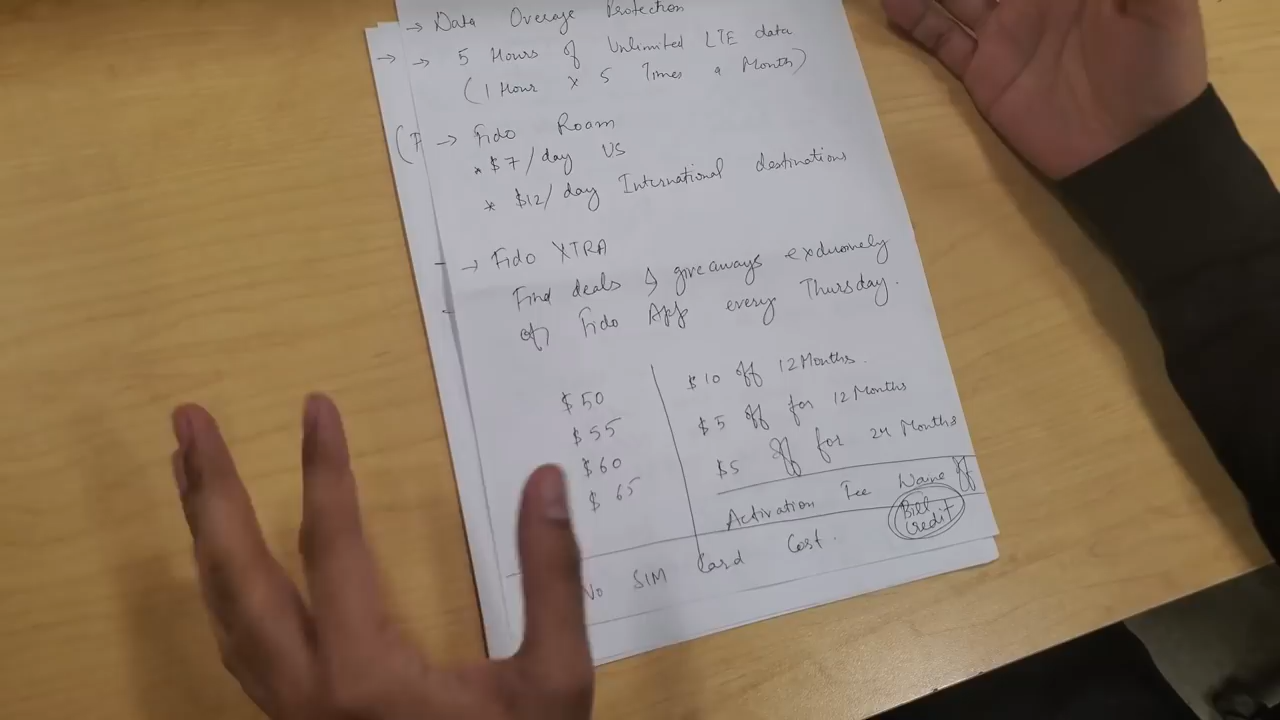 → Data Overage Protection
→ → 5 Hours of Unlimited LTE data
(1 Hour x 5 Times a Month)
( → Fido Roam
* $7/day US
* $12/day International destinations
→ Fido XTRA
Find deals & giveaways exclusively
on Fido App every Thursday.
$50
$55
$60
$65
$10 off 12 Months.
$5 off for 12 Months
$5 off for 24 Months
Activation Fee Waive off
Bill Credit
No SIM Card Cost.